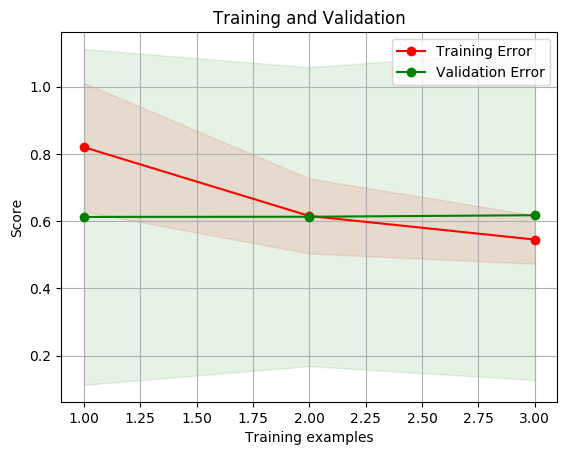 Training and Validation
Training Error
Validation Error
Score
1.0
0.8
0.6
0.4
0.2
1.00 1.25 1.50 1.75 2.00 2.25 2.50 2.75 3.00
Training examples